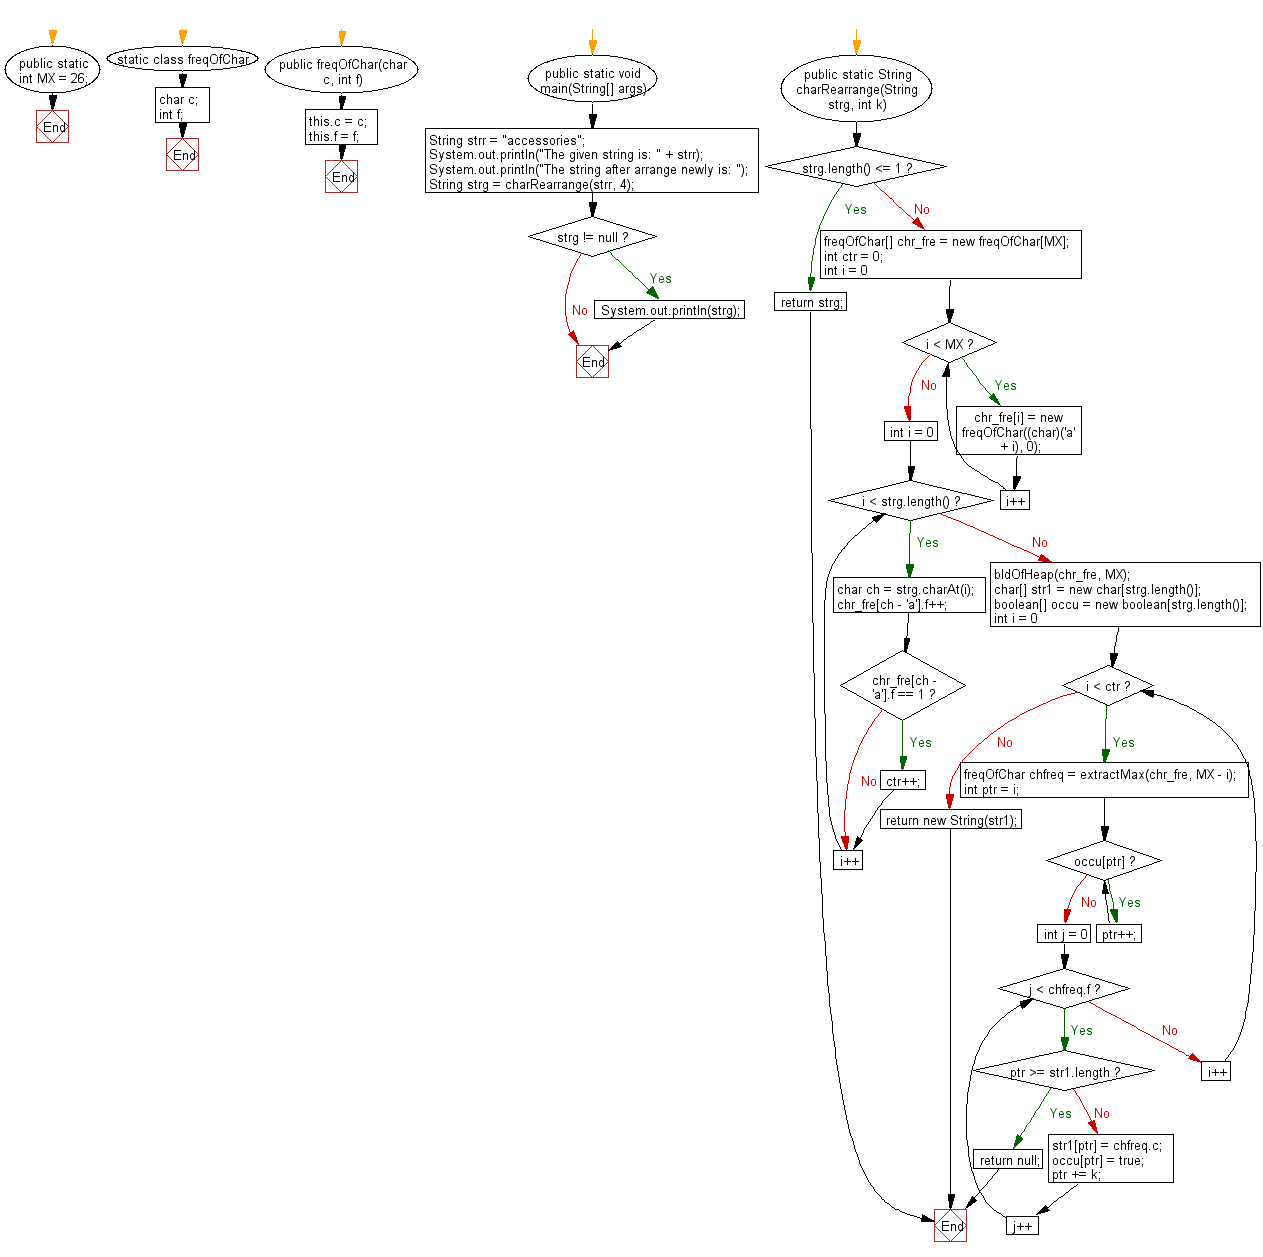 public static
int MX = 26;
End
static class freqOfChar
char c;
int f;
End
public freqOfChar(char
c, int f)
this.c = c;
this.f = f;
End
public static void
main(String[] args)
String strr = "accessories";
System.out.println("The given string is: " + strr);
System.out.println("The string after arrange newly is: ");
String strg = charRearrange(strr, 4);
strg != null ?
Yes
No
System.out.println(strg);
End
public static String
charRearrange(String
strg, int k)
strg.length() <= 1 ?
Yes
No
return strg;
freqOfChar[] chr_fre = new freqOfChar[MX];
int ctr = 0;
int i = 0
i < MX ?
No
Yes
int i = 0
chr_fre[i] = new
freqOfChar((char)('a'
+ i), 0);
i++
i < strg.length() ?
Yes
No
char ch = strg.charAt(i);
chr_fre[ch - 'a'].f++;
bldOfHeap(chr_fre, MX);
char[] str1 = new char[strg.length()];
boolean[] occu = new boolean[strg.length()];
int i = 0
chr_fre[ch -
'a'].f == 1 ?
Yes
No
ctr++;
i++
i < ctr ?
No
Yes
return new String(str1);
freqOfChar chfreq = extractMax(chr_fre, MX - i);
int ptr = i;
occu[ptr] ?
No
Yes
int j = 0
ptr++;
j < chfreq.f ?
Yes
No
i++
ptr >= str1.length ?
Yes
No
return null;
str1[ptr] = chfreq.c;
occu[ptr] = true;
ptr += k;
j++
End